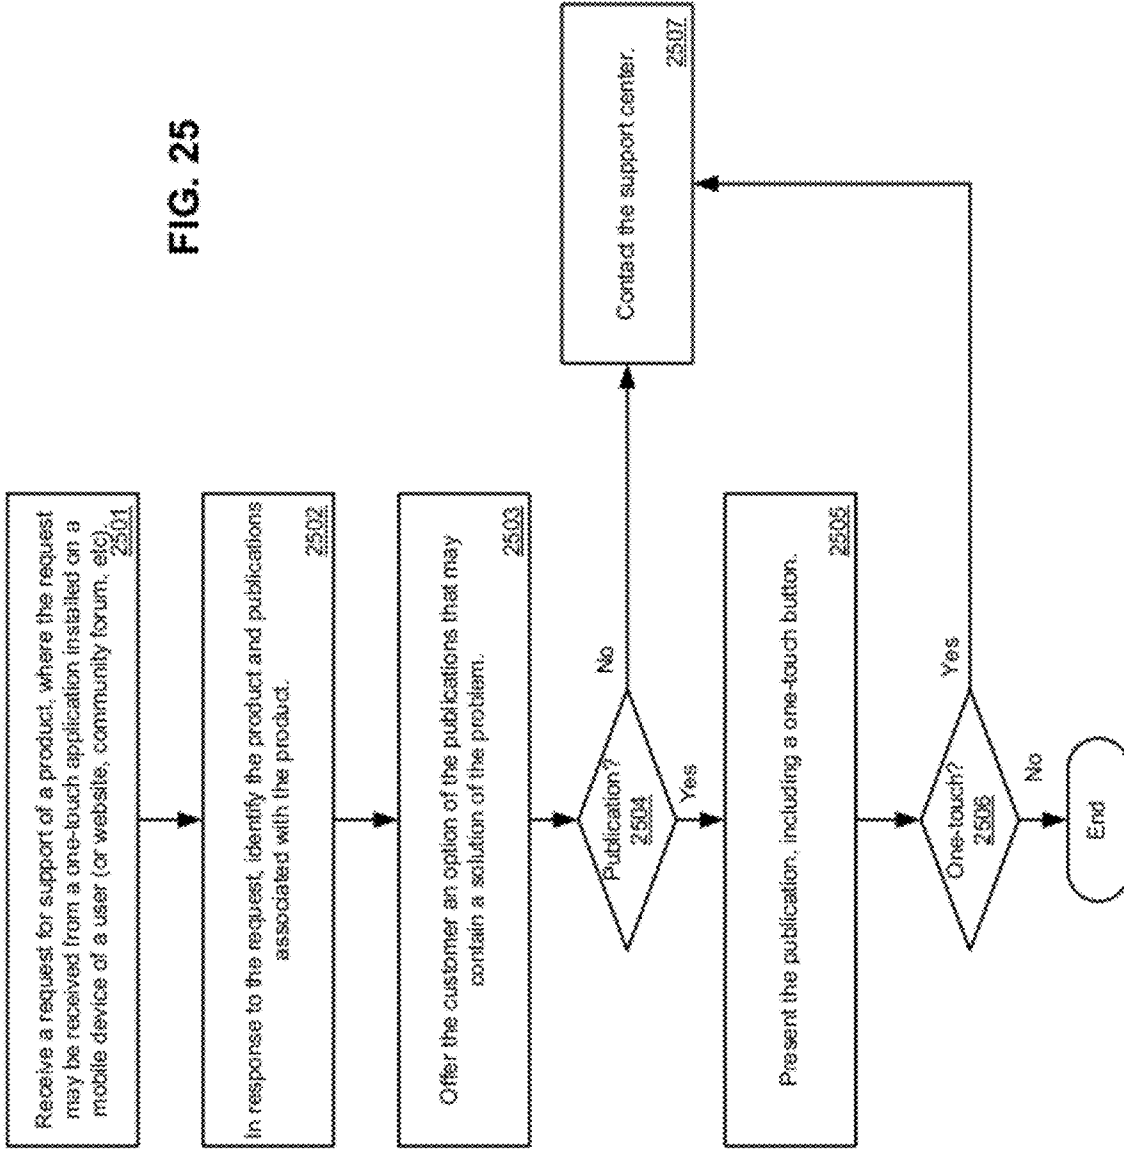 Receive a request for support of a product, where the request
may be received from a one-touch application installed on a
mobile device of a user (or website, community forum, etc).
2501
In response to the request, identify the product and publications
associated with the product.
2502
Offer the customer an option of the publications that may
contain a solution of the problem.
2503
Publication?
2504
No
Yes
Present the publication, including a one-touch button.
2505
One-touch?
2506
Yes
No
End
Contact the support center.
2507
FIG. 25